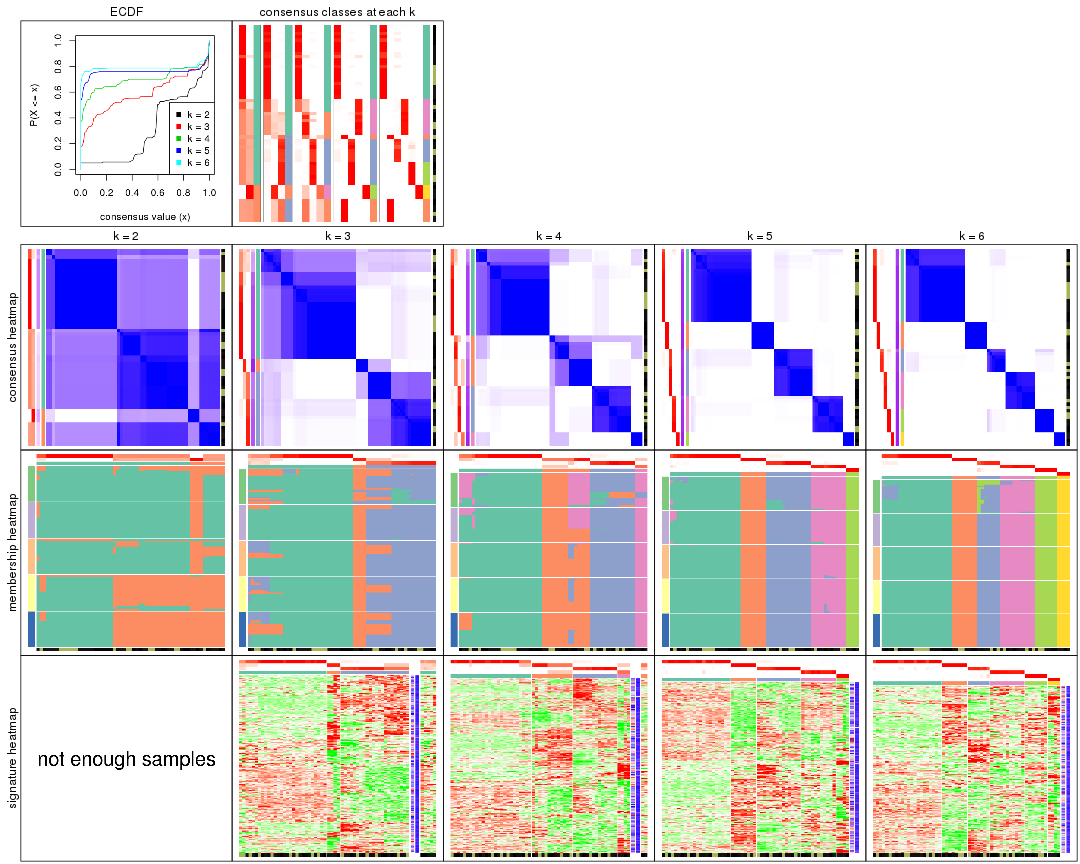 ECDF
consensus classes at each k
P(X <= x)
0.0 0.2 0.4 0.6 0.8 1.0
k = 2
k = 3
k = 4
k = 5
k = 6
0.0 0.2 0.4 0.6 0.8 1.0
consensus value (x)
k = 2 k = 3 k = 4 k = 5 k = 6
consensus heatmap
membership heatmap
signature heatmap
not enough samples